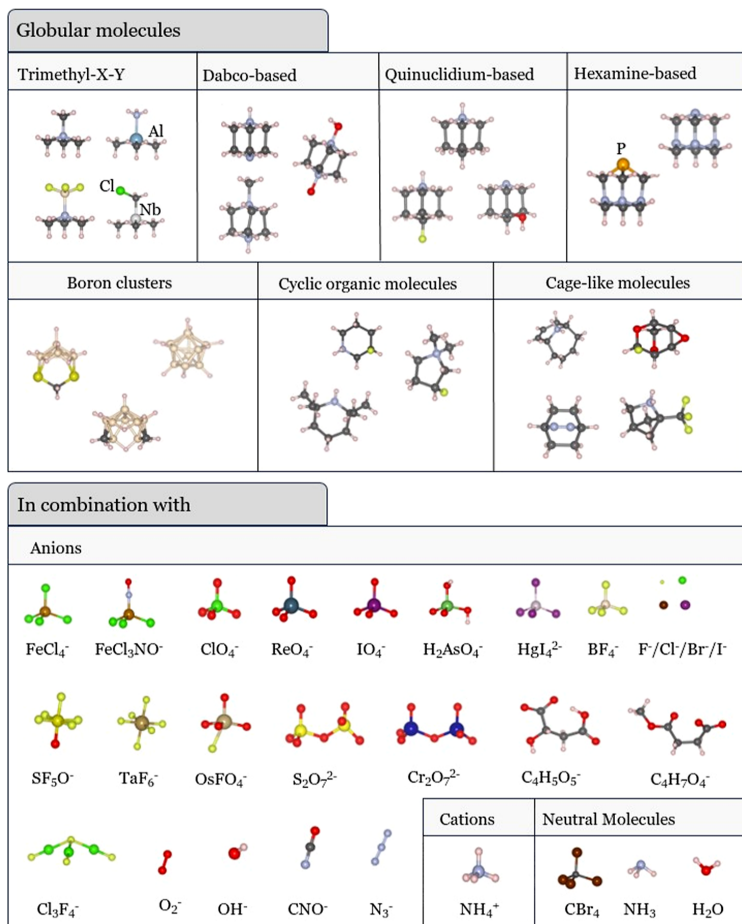 Globular molecules
Trimethyl-X-Y
Dabco-based
Quinuclidium-based
Hexamine-based
Al
Cl
Nb
P
Boron clusters
Cyclic organic molecules
Cage-like molecules
In combination with
Anions
FeCl₄⁻
FeCl₃NO⁻
ClO₄⁻
ReO₄⁻
IO₄⁻
H₂AsO₄⁻
HgI₄²⁻
BF₄⁻
F⁻/Cl⁻/Br⁻/I⁻
SF₅O⁻
TaF₆⁻
OsFO₄⁻
S₂O₇²⁻
Cr₂O₇²⁻
C₄H₅O₅⁻
C₄H₇O₄⁻
Cations
Neutral Molecules
Cl₃F₄⁻
O₂⁻
OH⁻
CNO⁻
N₃⁻
NH₄⁺
CBr₄
NH₃
H₂O